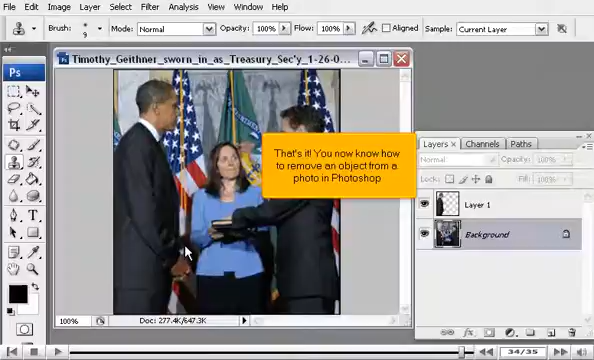 File Edit Image Layer Select Filter Analysis View Window Help
Brush: 9 Mode: Normal Opacity: 100% Flow: 100% Aligned Sample: Current Layer
Ps
Timothy_Geithner_sworn_in_as_Treasury_Sec'y_1-26-0...
That's it! You now know how
to remove an object from a
photo in Photoshop
Layers Channels Paths
Normal Opacity: 100%
Lock: Fill: 100%
Layer 1
Background
100% Doc: 277.4K/647.3K
fx
34/35